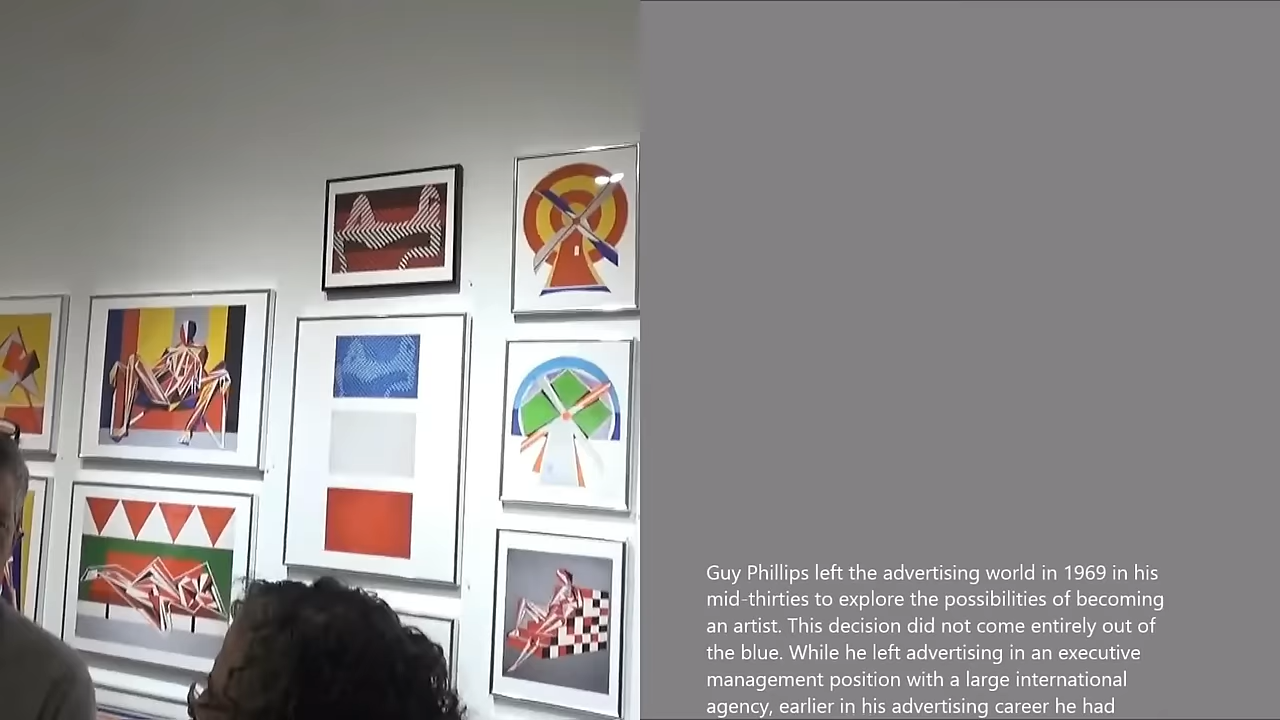 Guy Phillips left the advertising world in 1969 in his
mid-thirties to explore the possibilities of becoming
an artist. This decision did not come entirely out of
the blue. While he left advertising in an executive
management position with a large international
agency, earlier in his advertising career he had